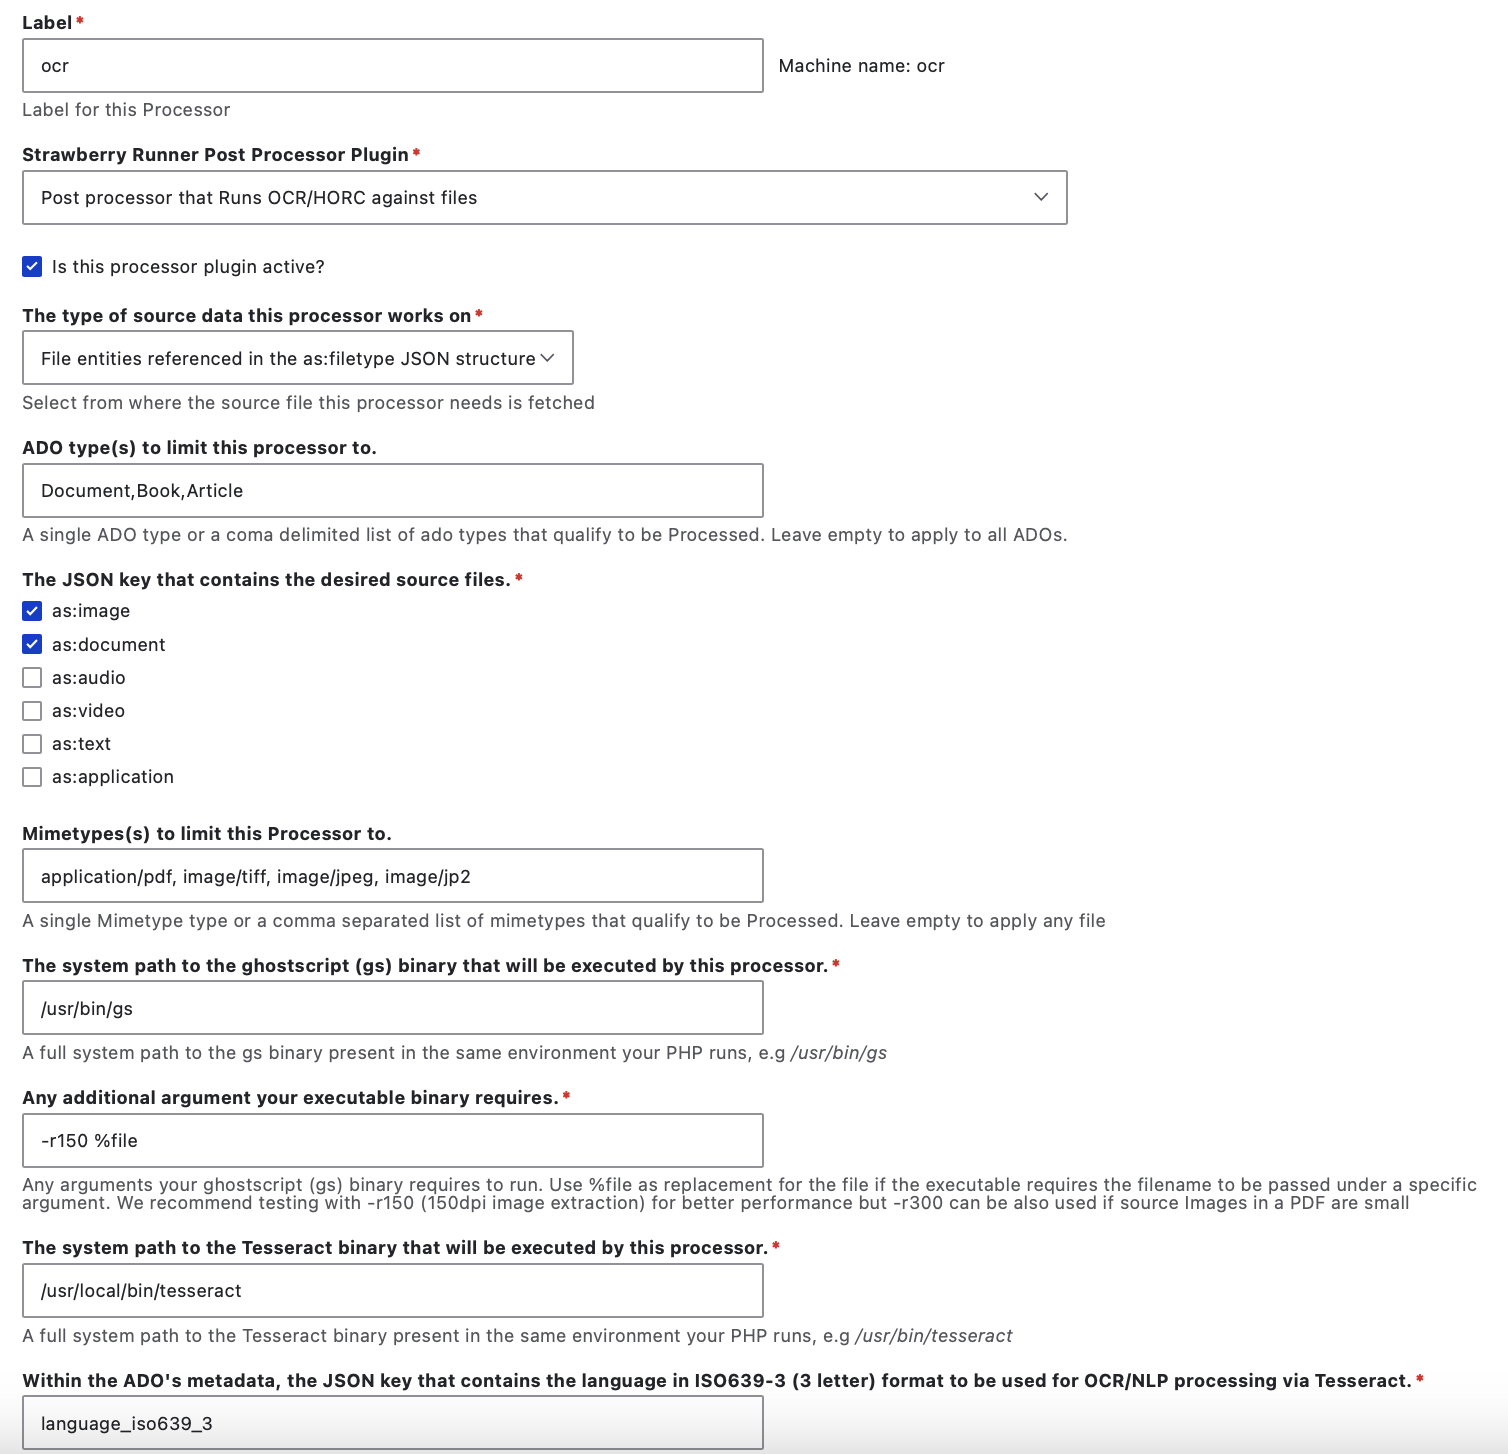 Label*
ocr
Machine name: ocr
Label for this Processor
Strawberry Runner Post Processor Plugin*
Post processor that Runs OCR/HORC against files
Is this processor plugin active?
The type of source data this processor works on*
File entities referenced in the as:filetype JSON structure
Select from where the source file this processor needs is fetched
ADO type(s) to limit this processor to.
Document,Book,Article
A single ADO type or a coma delimited list of ado types that qualify to be Processed. Leave empty to apply to all ADOs.
The JSON key that contains the desired source files.*
as:image
as:document
as:audio
as:video
as:text
as:application
Mimetypes(s) to limit this Processor to.
application/pdf, image/tiff, image/jpeg, image/jp2
A single Mimetype type or a comma separated list of mimetypes that qualify to be Processed. Leave empty to apply any file
The system path to the ghostscript (gs) binary that will be executed by this processor.*
/usr/bin/gs
A full system path to the gs binary present in the same environment your PHP runs, e.g /usr/bin/gs
Any additional argument your executable binary requires.*
-r150 %file
Any arguments your ghostscript (gs) binary requires to run. Use %file as replacement for the file if the executable requires the filename to be passed under a specific
argument. We recommend testing with -r150 (150dpi image extraction) for better performance but -r300 can be also used if source Images in a PDF are small
The system path to the Tesseract binary that will be executed by this processor.*
/usr/local/bin/tesseract
A full system path to the Tesseract binary present in the same environment your PHP runs, e.g /usr/bin/tesseract
Within the ADO's metadata, the JSON key that contains the language in ISO639-3 (3 letter) format to be used for OCR/NLP processing via Tesseract.*
language_iso639_3